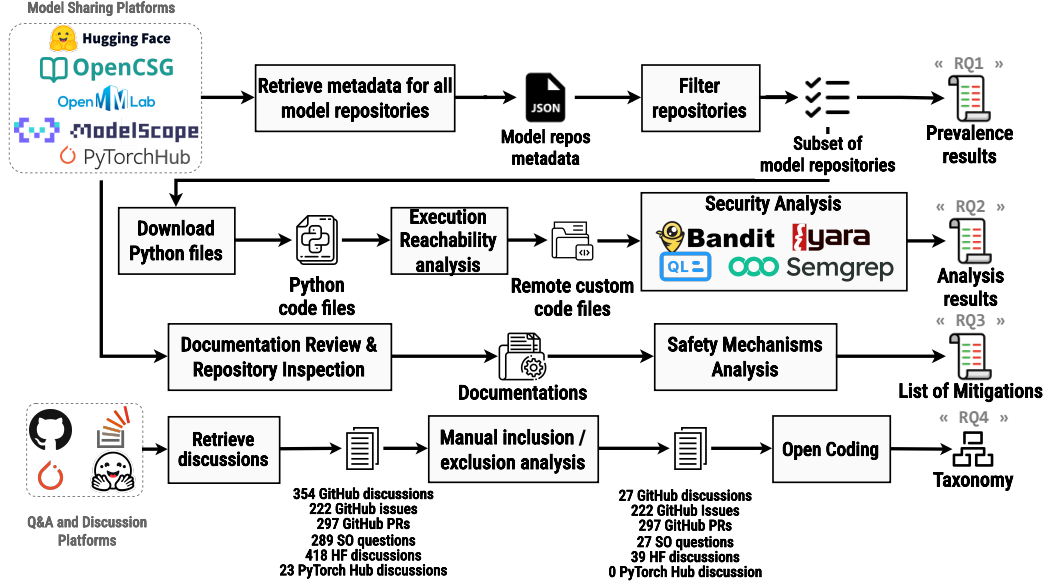 Model Sharing Platforms
Hugging Face
OpenCSG
OpenMMLab
ModelScope
PyTorchHub
Retrieve metadata for all
model repositories
JSON
Model repos
metadata
Filter
repositories
Subset of
model repositories
« RQ1 »
Prevalence
results
Download
Python files
Python
code files
Execution
Reachability
analysis
</>
Remote custom
code files
Security Analysis
Bandit
yara
QL
Semgrep
« RQ2 »
Analysis
results
Documentation Review &
Repository Inspection
Documentations
Safety Mechanisms
Analysis
« RQ3 »
List of Mitigations
Q&A and Discussion
Platforms
Retrieve
discussions
354 GitHub discussions
222 GitHub issues
297 GitHub PRs
289 SO questions
418 HF discussions
23 PyTorch Hub discussions
Manual inclusion /
exclusion analysis
27 GitHub discussions
222 GitHub Issues
297 GitHub PRs
27 SO questions
39 HF discussions
0 PyTorch Hub discussion
Open Coding
« RQ4 »
Taxonomy